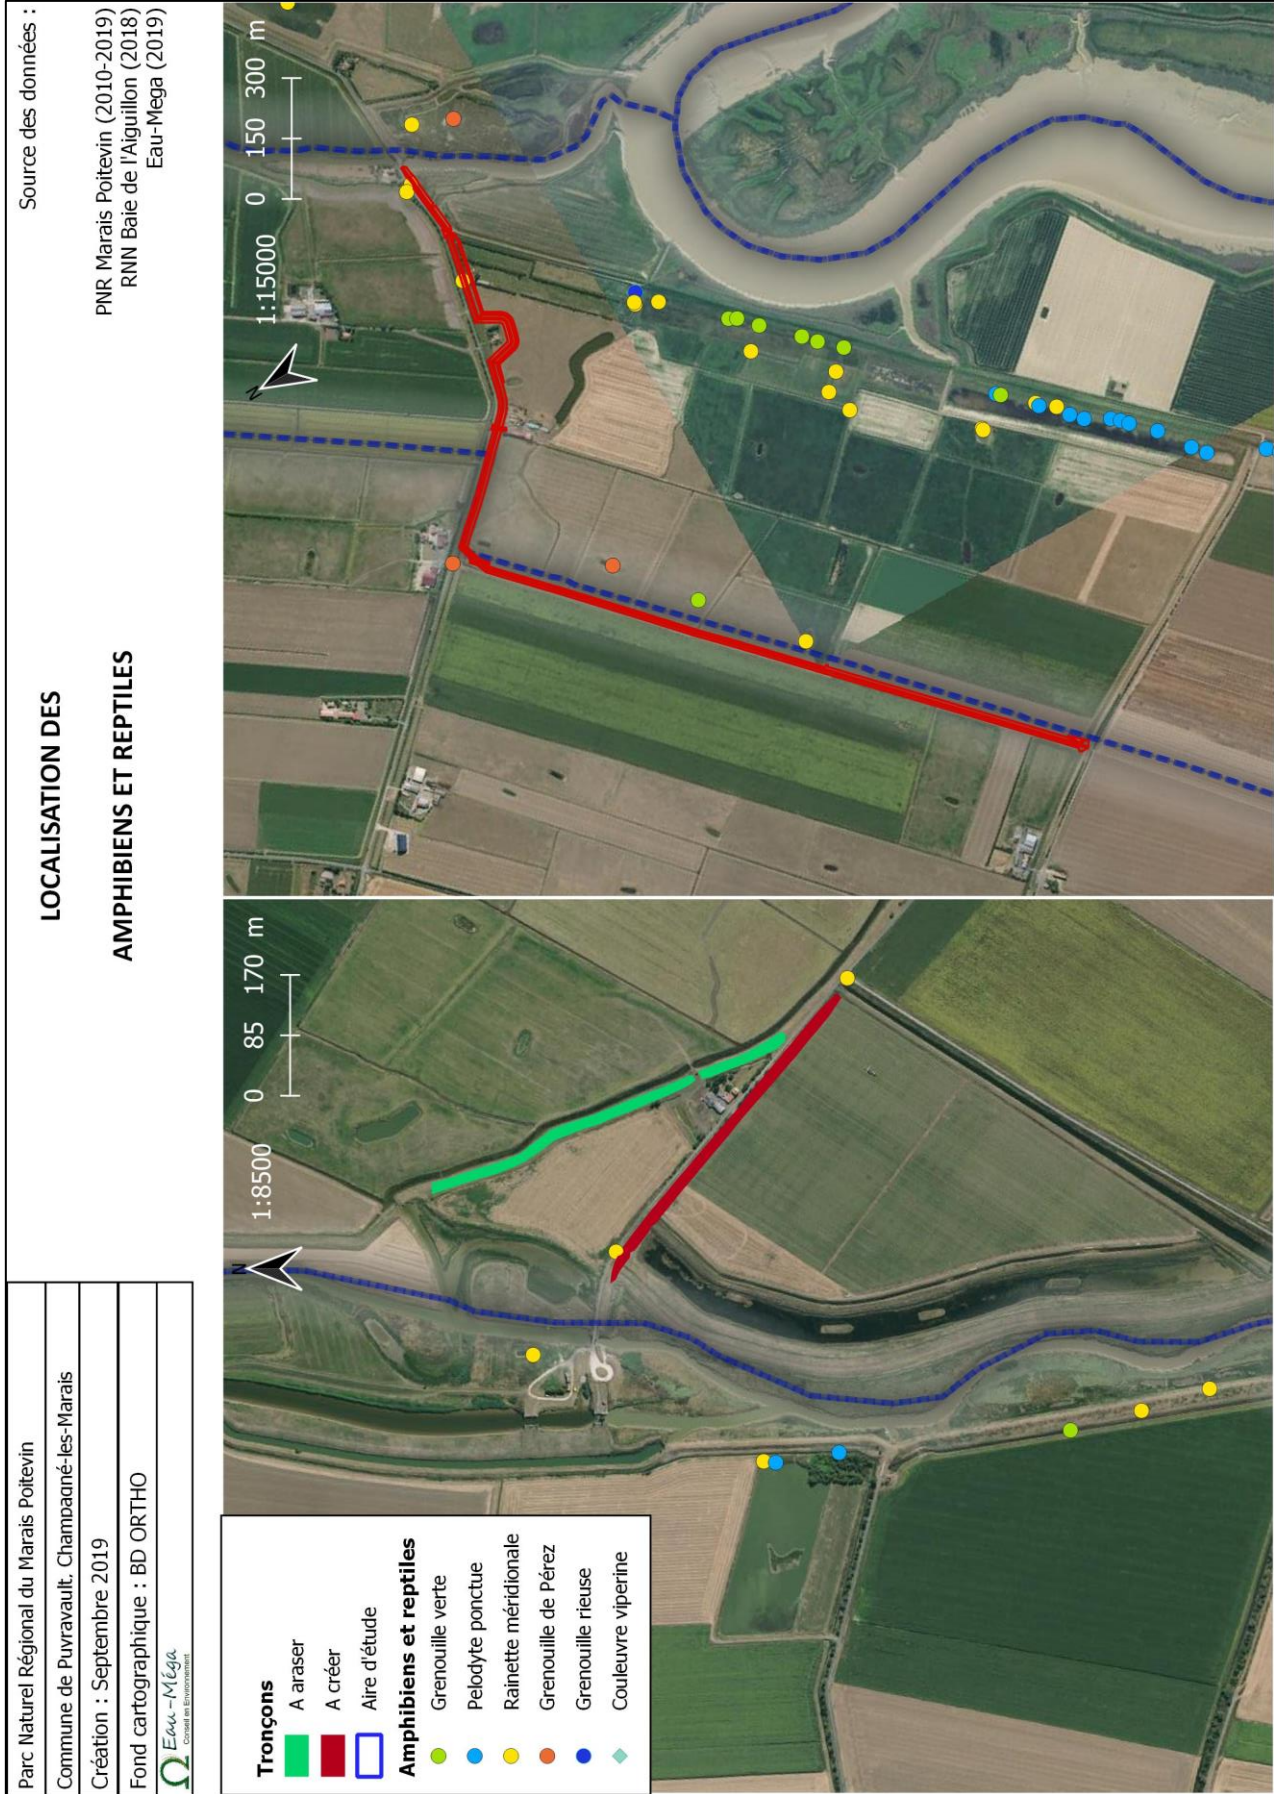 Parc Naturel Régional du Marais Poitevin
Commune de Puyravault, Champagné-les-Marais
Création : Septembre 2019
Fond cartographique : BD ORTHO
Eau-Méga
Conseil en Environnement
LOCALISATION DES
AMPHIBIENS ET REPTILES
Source des données :
PNR Marais Poitevin (2010-2019)
RNN Baie de l'Aiguillon (2018)
Eau-Mega (2019)
Tronçons
A araser
A créer
Aire d'étude
Amphibiens et reptiles
Grenouille verte
Pelodyte ponctue
Rainette méridionale
Grenouille de Pérez
Grenouille rieuse
Couleuvre viperine
N
1:8500
0 85 170 m
N
1:15000
0 150 300 m